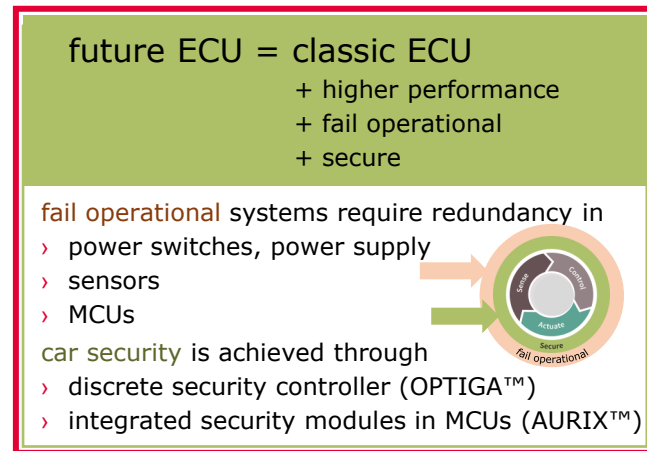 future ECU = classic ECU
+ higher performance
+ fail operational
+ secure
fail operational systems require redundancy in
› power switches, power supply
› sensors
› MCUs
Sense
Control
Actuate
Secure
fail operational
car security is achieved through
› discrete security controller (OPTIGA™)
› integrated security modules in MCUs (AURIX™)